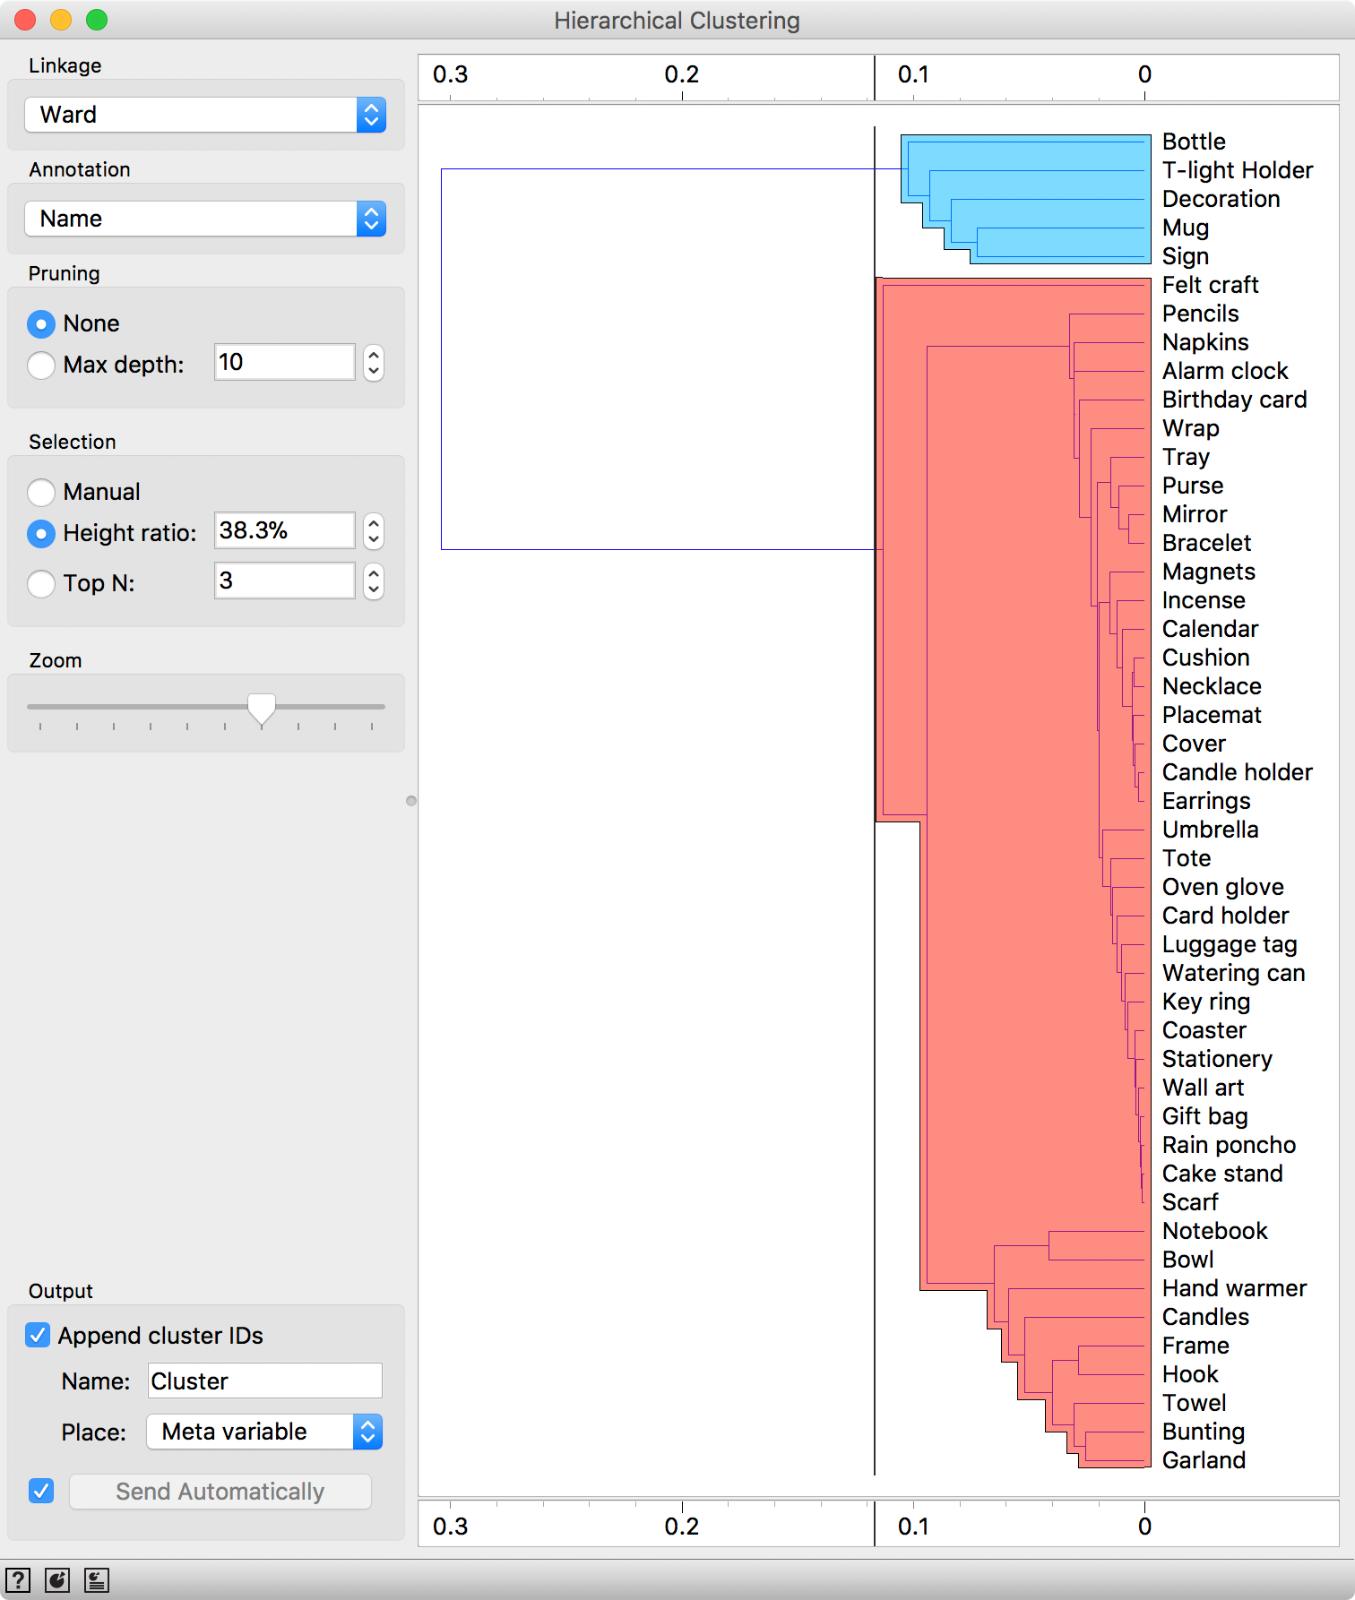 Hierarchical Clustering
Linkage
Ward
Annotation
Name
Pruning
None
Max depth: 10
Selection
Manual
Height ratio: 38.3%
Top N: 3
Zoom
Output
Append cluster IDs
Name: Cluster
Place: Meta variable
Send Automatically
?
0.3 0.2 0.1 0
Bottle
T-light Holder
Decoration
Mug
Sign
Felt craft
Pencils
Napkins
Alarm clock
Birthday card
Wrap
Tray
Purse
Mirror
Bracelet
Magnets
Incense
Calendar
Cushion
Necklace
Placemat
Cover
Candle holder
Earrings
Umbrella
Tote
Oven glove
Card holder
Luggage tag
Watering can
Key ring
Coaster
Stationery
Wall art
Gift bag
Rain poncho
Cake stand
Scarf
Notebook
Bowl
Hand warmer
Candles
Frame
Hook
Towel
Bunting
Garland
0.3 0.2 0.1 0